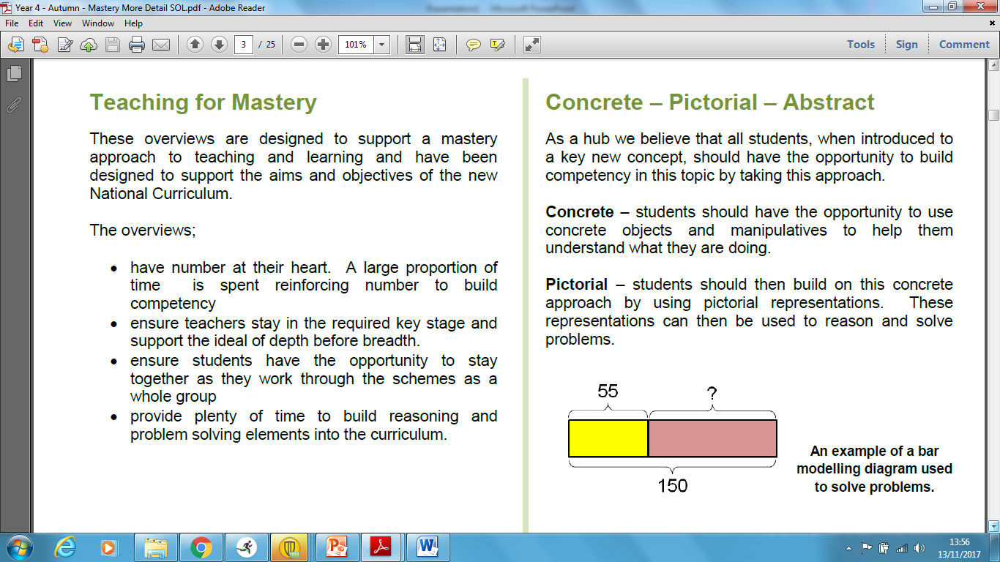 Year 4 - Autumn - Mastery More Detail SOL.pdf - Adobe Reader
File Edit View Window Help
3 / 25
101%
Tools Sign Comment
Teaching for Mastery
These overviews are designed to support a mastery
approach to teaching and learning and have been
designed to support the aims and objectives of the new
National Curriculum.
The overviews;
• have number at their heart. A large proportion of
time is spent reinforcing number to build
competency
• ensure teachers stay in the required key stage and
support the ideal of depth before breadth.
• ensure students have the opportunity to stay
together as they work through the schemes as a
whole group
• provide plenty of time to build reasoning and
problem solving elements into the curriculum.
Concrete – Pictorial – Abstract
As a hub we believe that all students, when introduced to
a key new concept, should have the opportunity to build
competency in this topic by taking this approach.
Concrete – students should have the opportunity to use
concrete objects and manipulatives to help them
understand what they are doing.
Pictorial – students should then build on this concrete
approach by using pictorial representations. These
representations can then be used to reason and solve
problems.
55 ?
150
An example of a bar
modelling diagram used
to solve problems.
13:56
13/11/2017